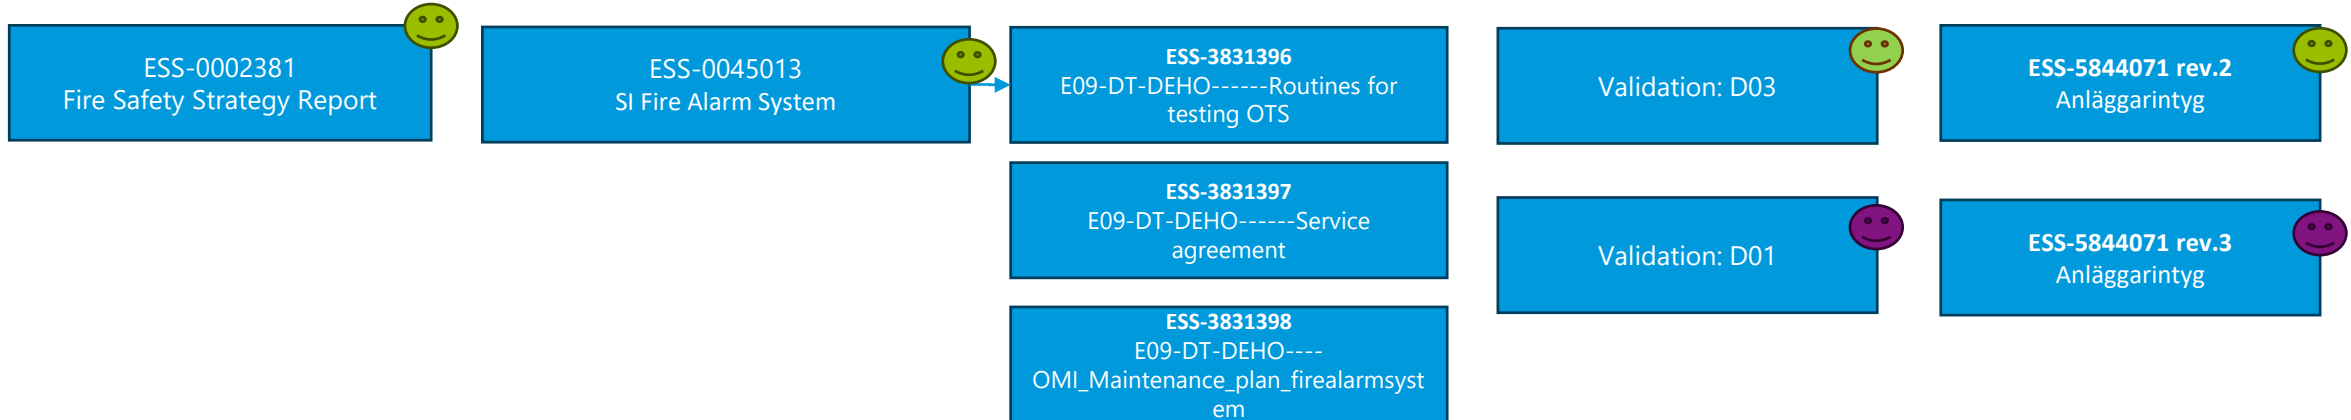 ESS-0002381
Fire Safety Strategy Report
ESS-0045013
SI Fire Alarm System
ESS-3831396
E09-DT-DEHO------Routines for
testing OTS
ESS-3831397
E09-DT-DEHO------Service
agreement
ESS-3831398
E09-DT-DEHO----
OMI_Maintenance_plan_firealarmsyst
em
Validation: D03
Validation: D01
ESS-5844071 rev.2
Anläggarintyg
ESS-5844071 rev.3
Anläggarintyg